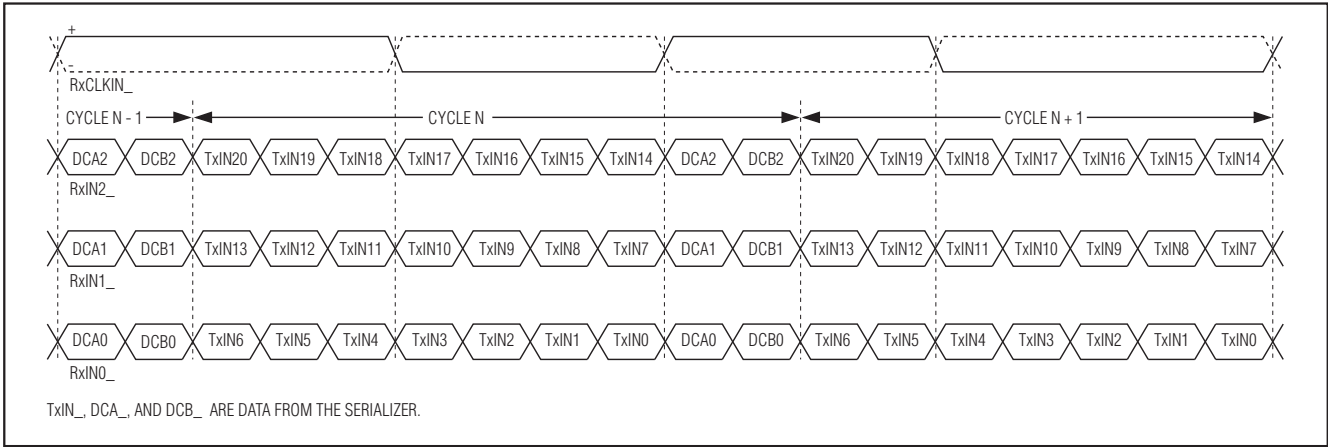 +
-
RxCLKIN_
CYCLE N - 1 CYCLE N CYCLE N + 1
DCA2 DCB2 TxIN20 TxIN19 TxIN18 TxIN17 TxIN16 TxIN15 TxIN14 DCA2 DCB2 TxIN20 TxIN19 TxIN18 TxIN17 TxIN16 TxIN15 TxIN14
RxIN2_
DCA1 DCB1 TxIN13 TxIN12 TxIN11 TxIN10 TxIN9 TxIN8 TxIN7 DCA1 DCB1 TxIN13 TxIN12 TxIN11 TxIN10 TxIN9 TxIN8 TxIN7
RxIN1_
DCA0 DCB0 TxIN6 TxIN5 TxIN4 TxIN3 TxIN2 TxIN1 TxIN0 DCA0 DCB0 TxIN6 TxIN5 TxIN4 TxIN3 TxIN2 TxIN1 TxIN0
RxIN0_
TxIN_, DCA_, AND DCB_ ARE DATA FROM THE SERIALIZER.